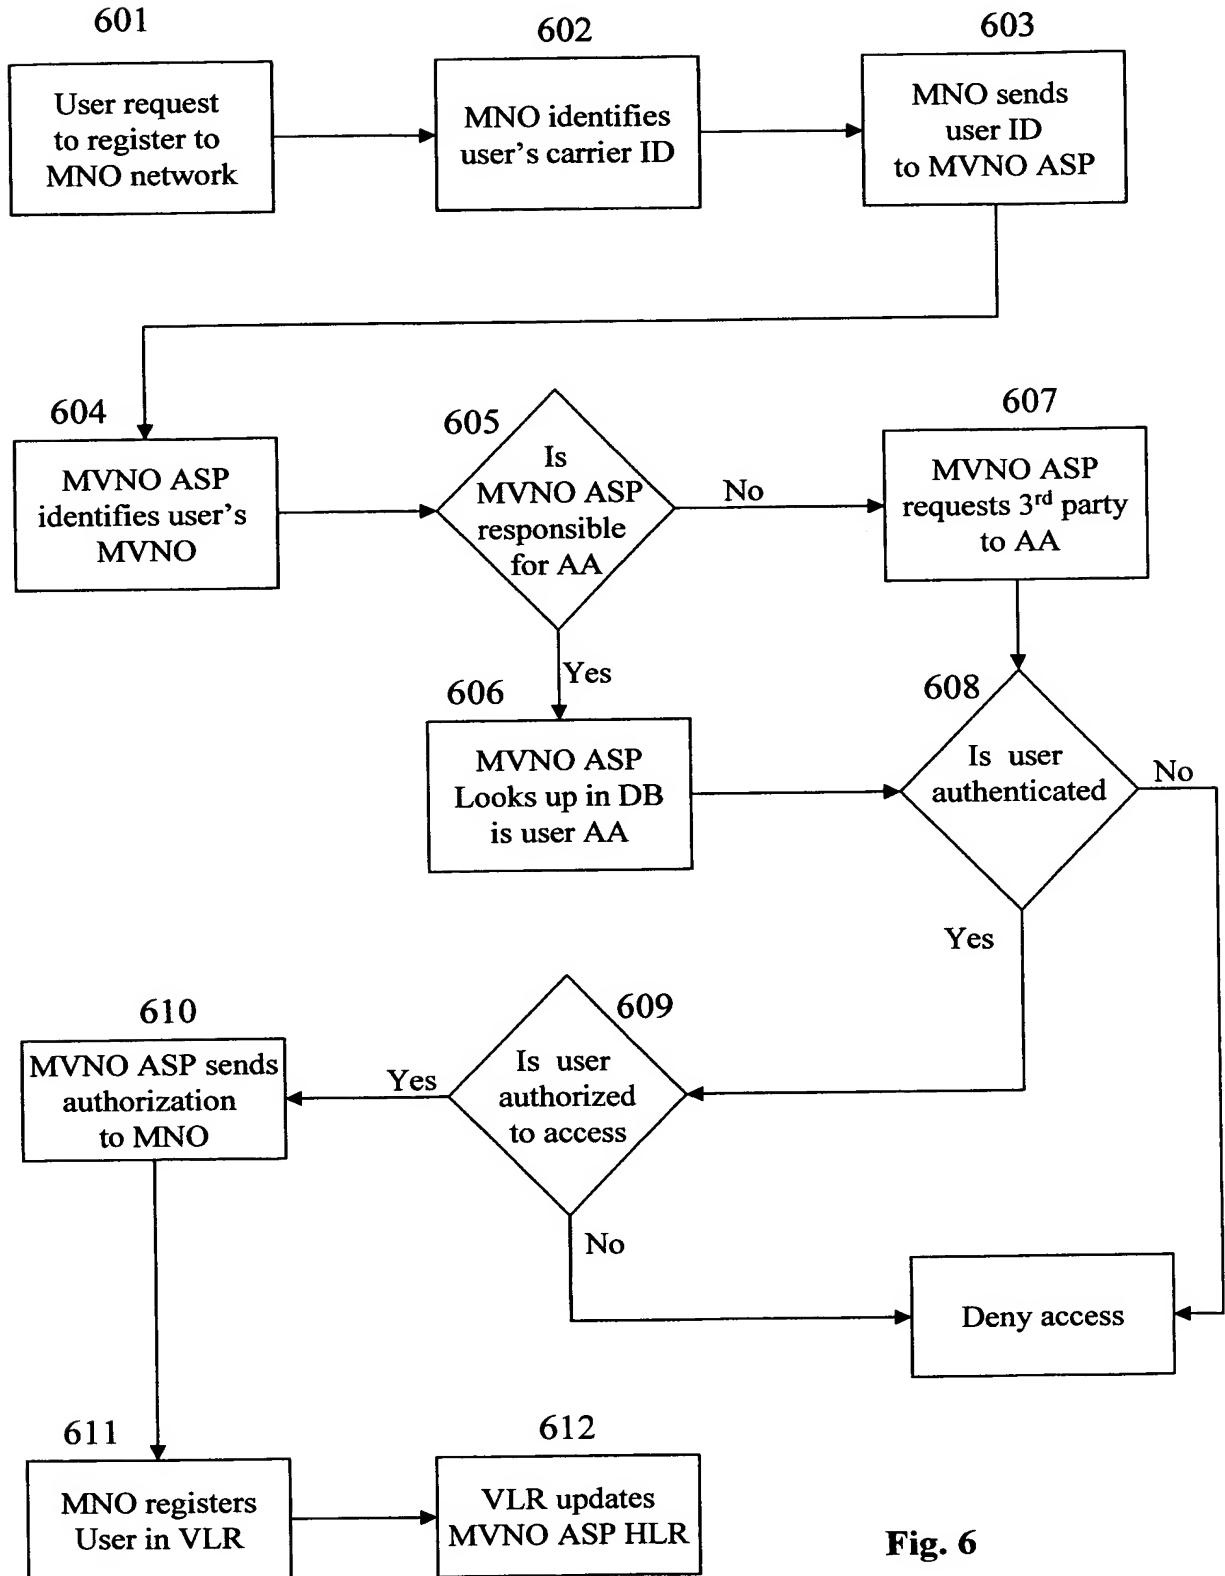 601
User request
to register to
MNO network
602
MNO identifies
user's carrier ID
603
MNO sends
user ID
to MVNO ASP
604
MVNO ASP
identifies user's
MVNO
605
Is
MVNO ASP
responsible
for AA
No
Yes
607
MVNO ASP
requests 3rd party
to AA
606
MVNO ASP
Looks up in DB
is user AA
608
Is user
authenticated
No
Yes
609
Is user
authorized
to access
Yes
No
610
MVNO ASP sends
authorization
to MNO
Deny access
611
MNO registers
User in VLR
612
VLR updates
MVNO ASP HLR
Fig. 6